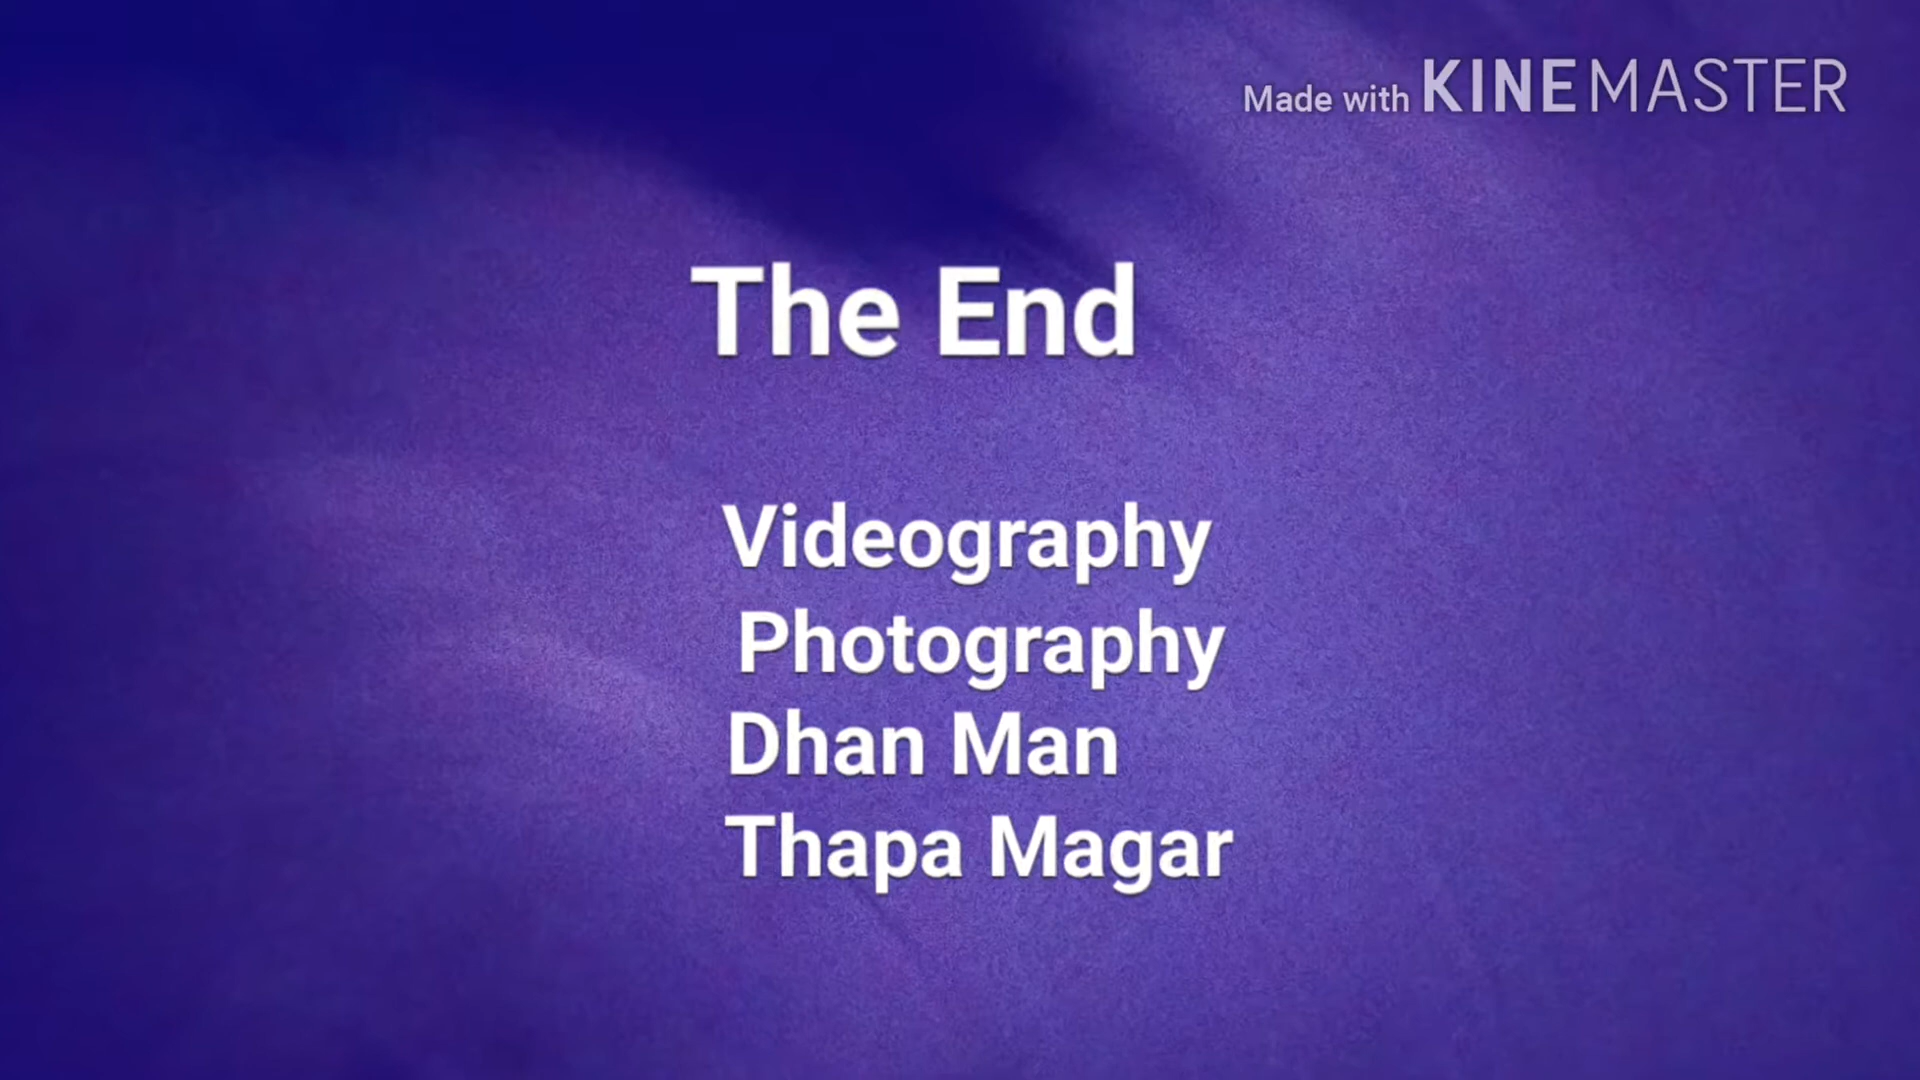 Made with KINEMASTER
The End
Videography
Photography
Dhan Man
Thapa Magar